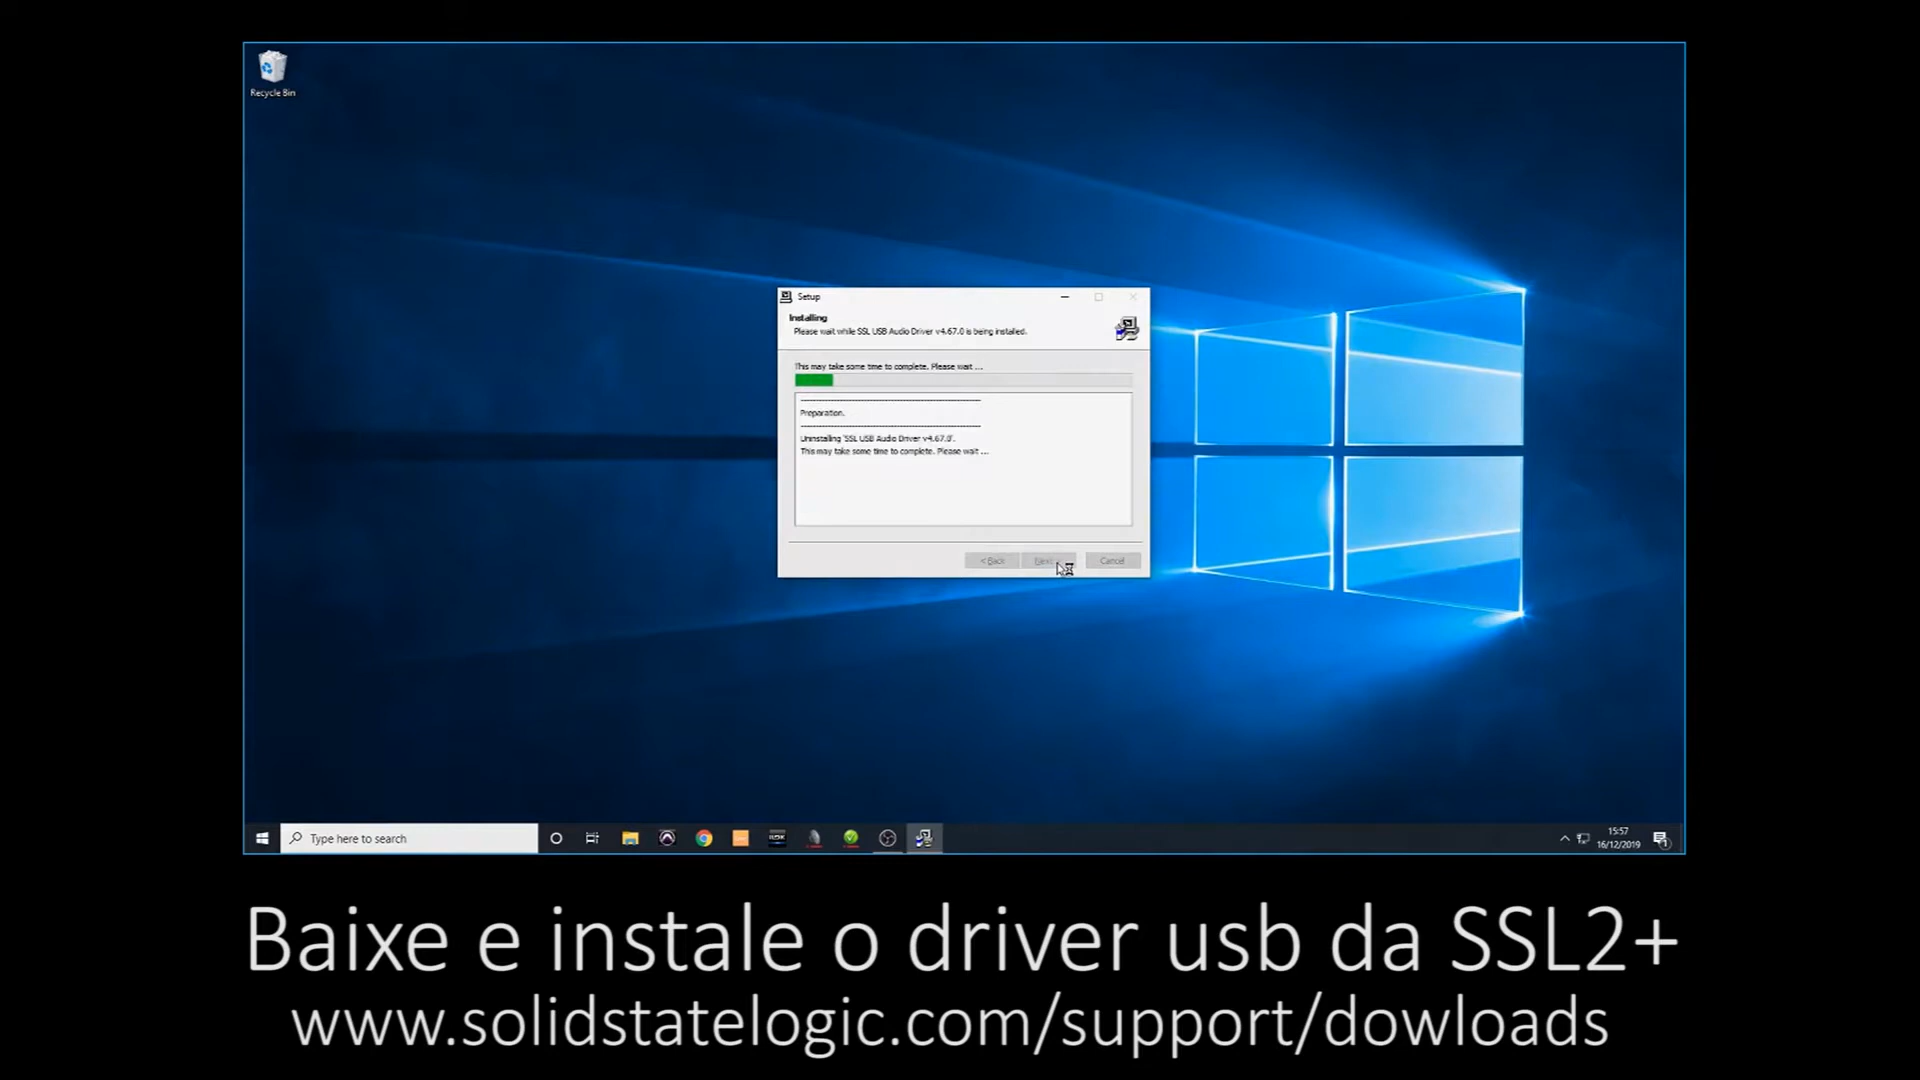 Recycle Bin
Setup
Installing
Please wait while SSL USB Audio Driver v4.67.0 is being installed.
This may take some time to complete. Please wait ...
Preparation.
Uninstalling 'SSL USB Audio Driver v4.67.0'.
This may take some time to complete. Please wait ...
< Back
Next
Cancel
Type here to search
15:57
16/12/2019
Baixe e instale o driver usb da SSL2+
www.solidstatelogic.com/support/dowloads